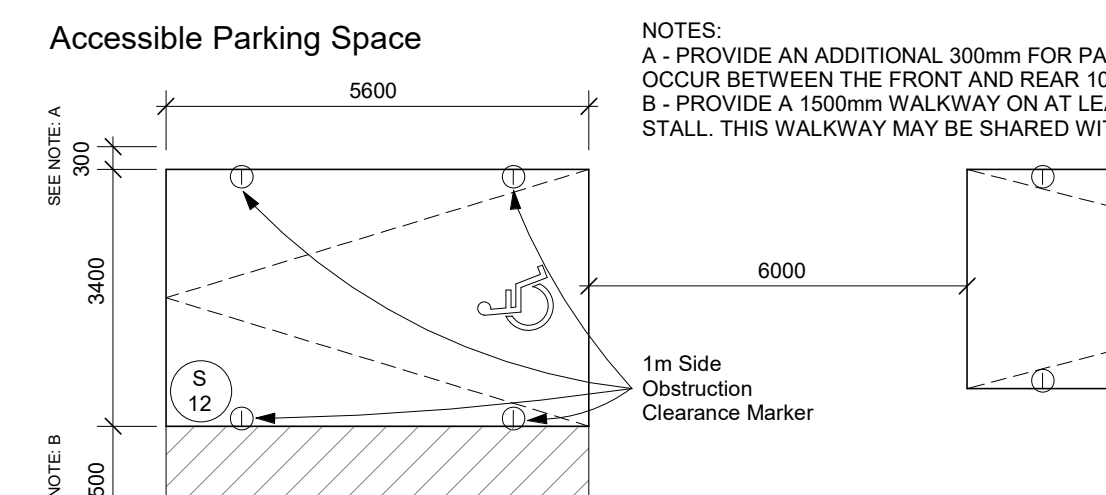 Accessible Parking Space
NOTES:
A - PROVIDE AN ADDITIONAL 300mm FOR PA
OCCUR BETWEEN THE FRONT AND REAR 10
B - PROVIDE A 1500mm WALKWAY ON AT LEA
STALL. THIS WALKWAY MAY BE SHARED WIT
5600
SEE NOTE: A
300
3400
6000
1m Side
Obstruction
Clearance Marker
S
12
NOTE: B
500